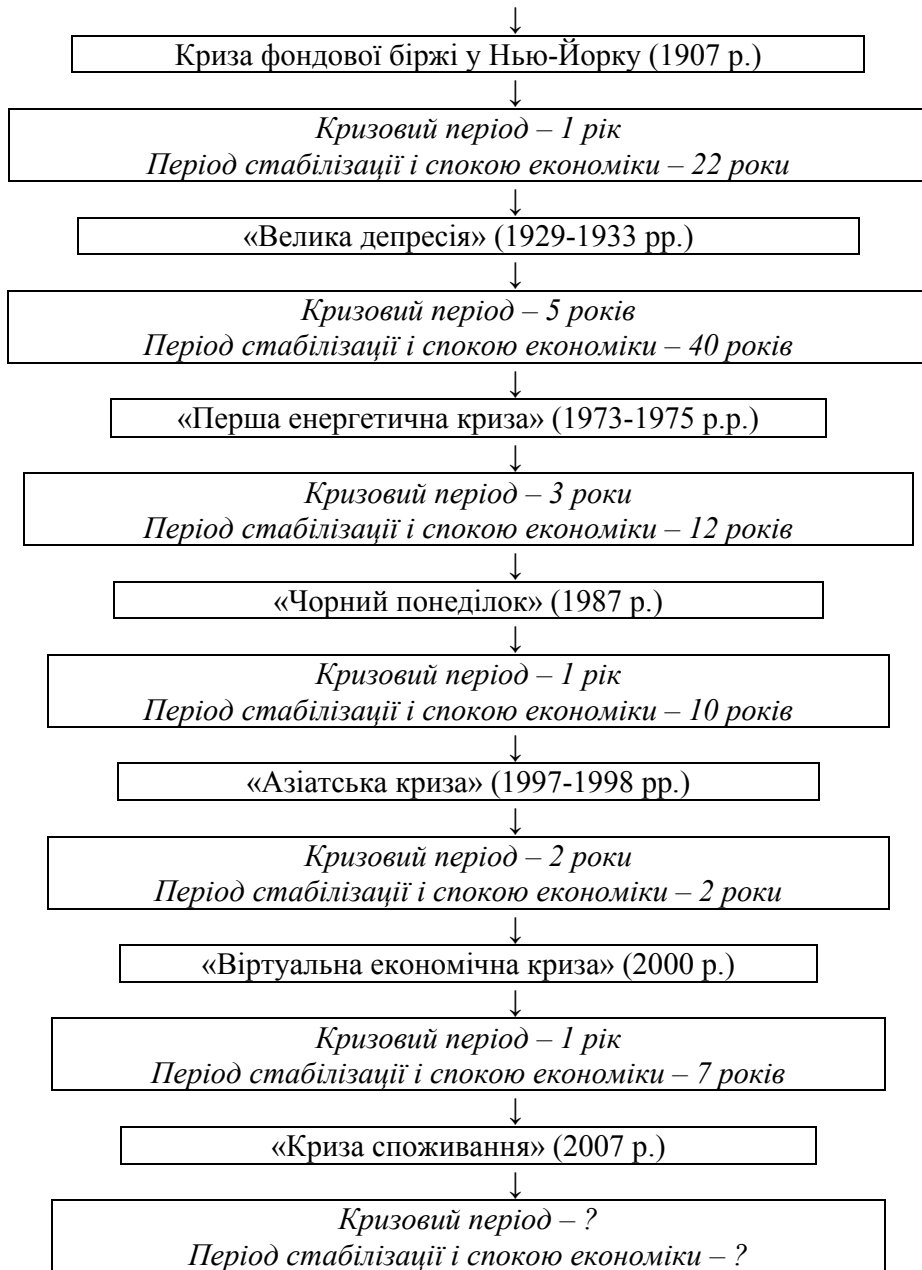 ↓
Криза фондової біржі у Нью-Йорку (1907 р.)
↓
Кризовий період – 1 рік
Період стабілізації і спокою економіки – 22 роки
↓
«Велика депресія» (1929-1933 рр.)
↓
Кризовий період – 5 років
Період стабілізації і спокою економіки – 40 років
↓
«Перша енергетична криза» (1973-1975 р.р.)
↓
Кризовий період – 3 роки
Період стабілізації і спокою економіки – 12 років
↓
«Чорний понеділок» (1987 р.)
↓
Кризовий період – 1 рік
Період стабілізації і спокою економіки – 10 років
↓
«Азіатська криза» (1997-1998 рр.)
↓
Кризовий період – 2 роки
Період стабілізації і спокою економіки – 2 роки
↓
«Віртуальна економічна криза» (2000 р.)
↓
Кризовий період – 1 рік
Період стабілізації і спокою економіки – 7 років
↓
«Криза споживання» (2007 р.)
↓
Кризовий період – ?
Період стабілізації і спокою економіки – ?